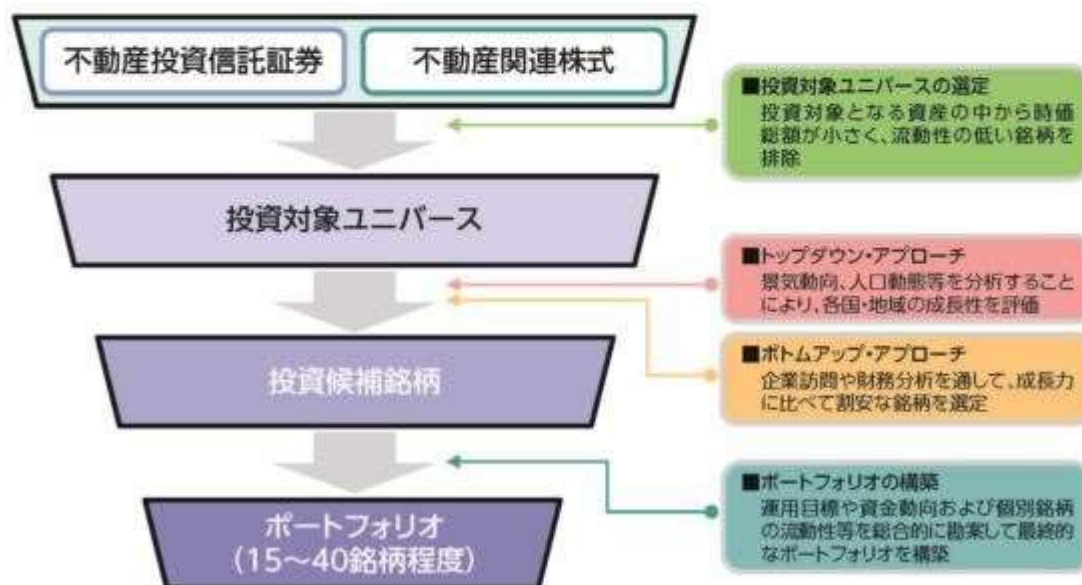 不動産投資信託証券
不動産関連株式
■投資対象ユニバースの選定
投資対象となる資産の中から時価
総額が小さく、流動性の低い銘柄を
排除
投資対象ユニバース
■トップダウン・アプローチ
景気動向、人口動態等を分析すること
により、各国・地域の成長性を評価
■ボトムアップ・アプローチ
企業訪問や財務分析を通して、成長力
に比べて割安な銘柄を選定
投資候補銘柄
■ポートフォリオの構築
運用目標や資金動向および個別銘柄
の流動性等を総合的に勘案して最終的
なポートフォリオを構築
ポートフォリオ
(15～40銘柄程度)